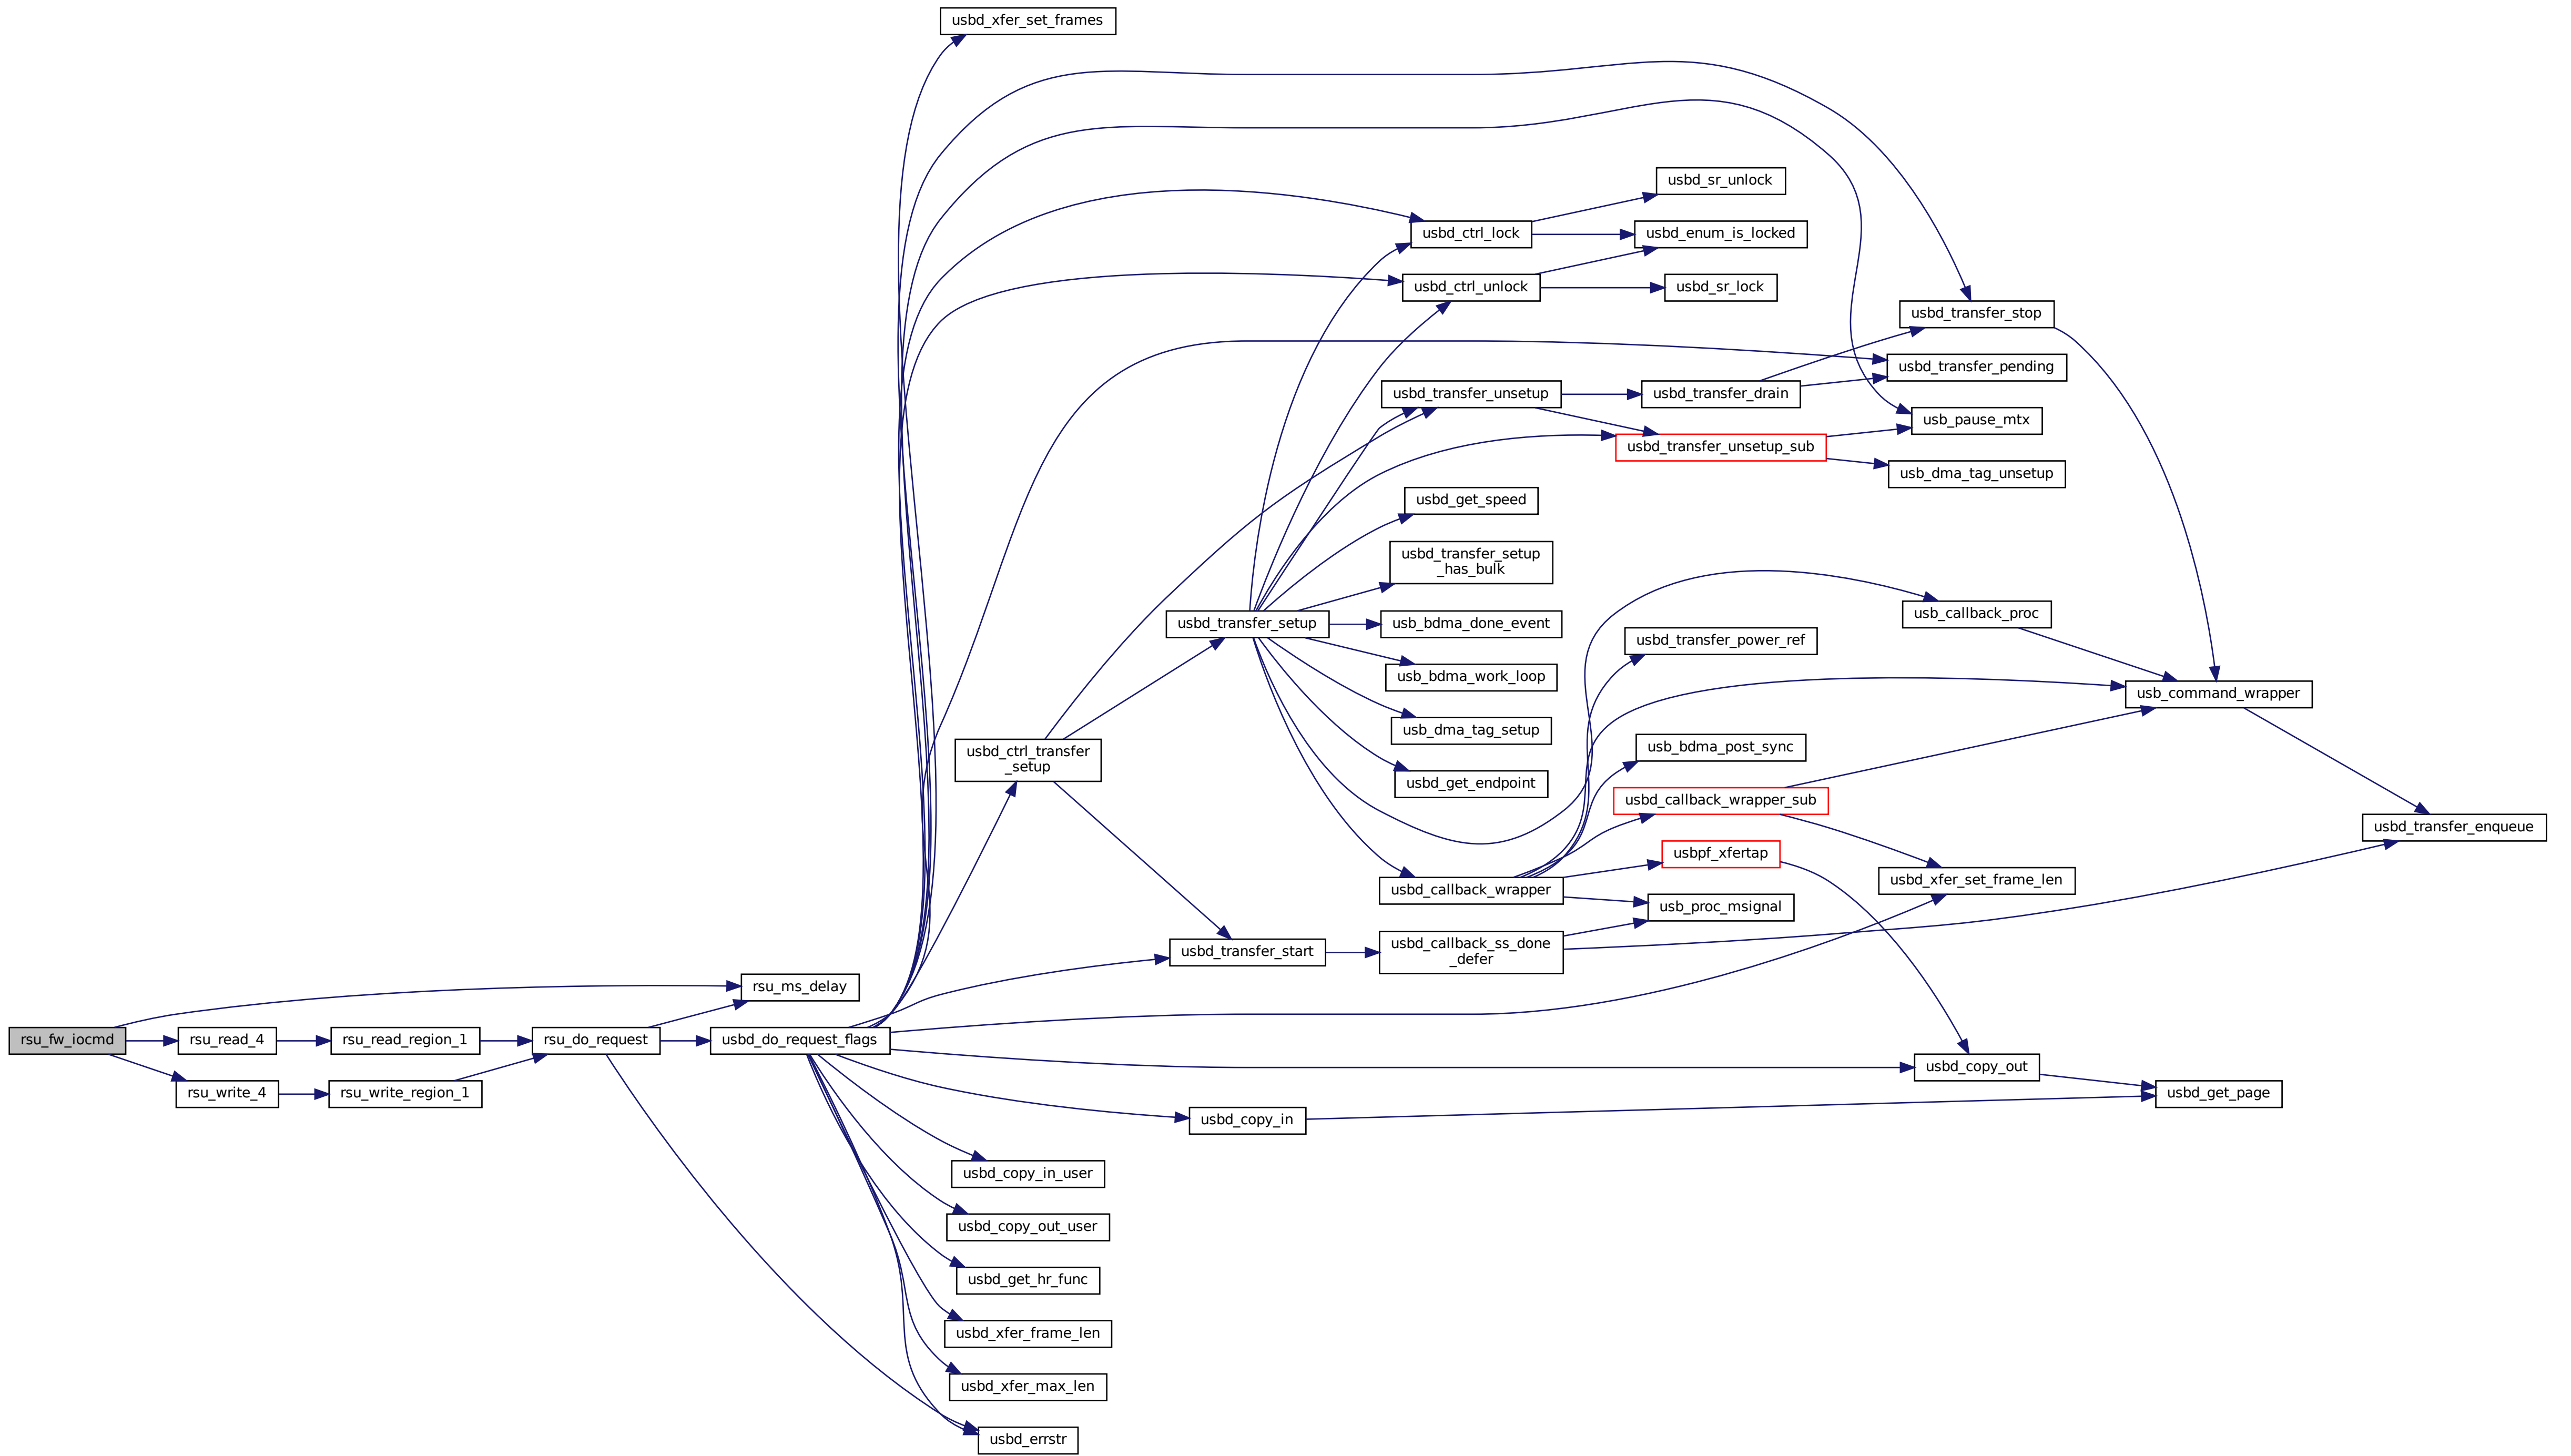 usbd_xfer_set_frames
usbd_sr_unlock
usbd_ctrl_lock
usbd_enum_is_locked
usbd_ctrl_unlock
usbd_sr_lock
usbd_transfer_stop
usbd_transfer_pending
usbd_transfer_unsetup
usbd_transfer_drain
usb_pause_mtx
usbd_transfer_unsetup_sub
usb_dma_tag_unsetup
usbd_get_speed
usbd_transfer_setup
_has_bulk
usb_callback_proc
usbd_transfer_setup
usb_bdma_done_event
usbd_transfer_power_ref
usb_bdma_work_loop
usb_command_wrapper
usb_dma_tag_setup
usb_bdma_post_sync
usbd_ctrl_transfer
_setup
usbd_get_endpoint
usbd_callback_wrapper_sub
usbd_transfer_enqueue
usbpf_xfertap
usbd_xfer_set_frame_len
usbd_callback_wrapper
usb_proc_msignal
usbd_transfer_start
usbd_callback_ss_done
_defer
rsu_ms_delay
rsu_fw_iocmd
rsu_read_4
rsu_read_region_1
rsu_do_request
usbd_do_request_flags
usbd_copy_out
rsu_write_4
rsu_write_region_1
usbd_get_page
usbd_copy_in
usbd_copy_in_user
usbd_copy_out_user
usbd_get_hr_func
usbd_xfer_frame_len
usbd_xfer_max_len
usbd_errstr